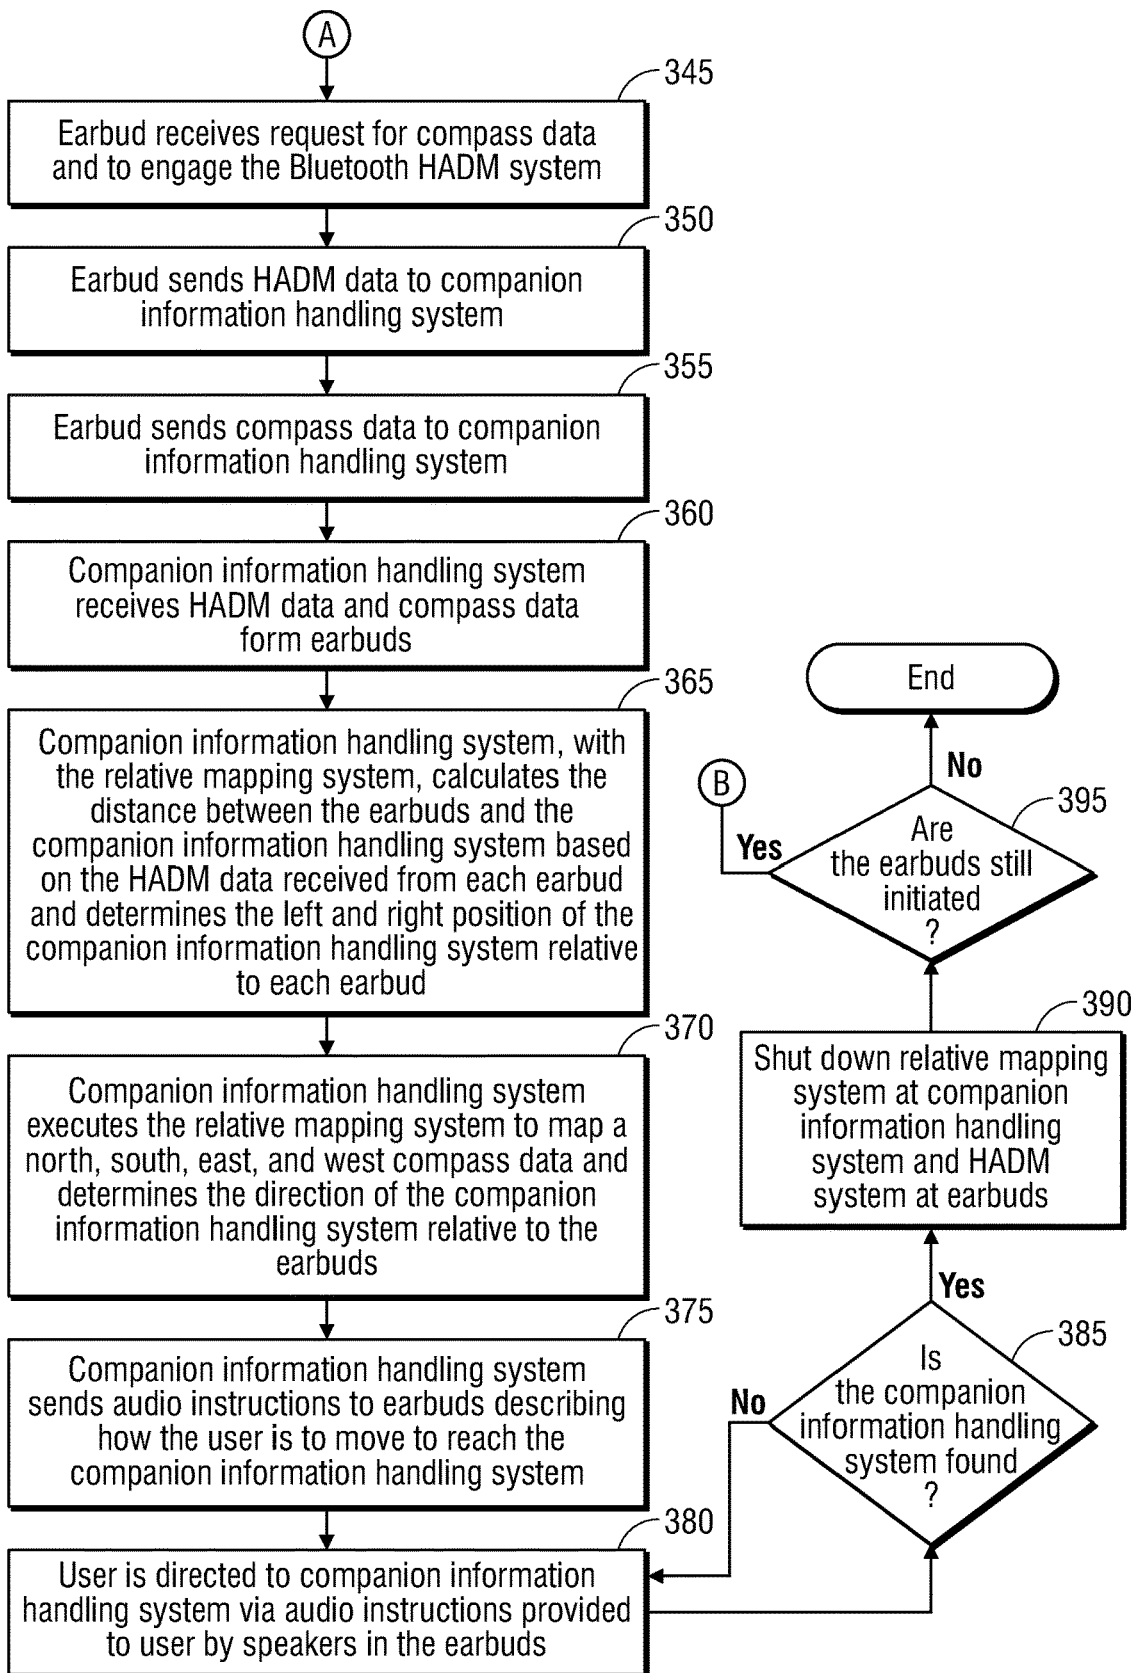 A
345
Earbud receives request for compass data
and to engage the Bluetooth HADM system
350
Earbud sends HADM data to companion
information handling system
355
Earbud sends compass data to companion
information handling system
360
Companion information handling system
receives HADM data and compass data
form earbuds
365
Companion information handling system, with
the relative mapping system, calculates the
distance between the earbuds and the
companion information handling system based
on the HADM data received from each earbud
and determines the left and right position of the
companion information handling system relative
to each earbud
370
Companion information handling system
executes the relative mapping system to map a
north, south, east, and west compass data and
determines the direction of the companion
information handling system relative to the
earbuds
375
Companion information handling system
sends audio instructions to earbuds describing
how the user is to move to reach the
companion information handling system
380
User is directed to companion information
handling system via audio instructions provided
to user by speakers in the earbuds
385
Is
the companion
information handling
system found
?
No
Yes
390
Shut down relative mapping
system at companion
information handling
system and HADM
system at earbuds
395
Are
the earbuds still
initiated
?
Yes
B
No
End